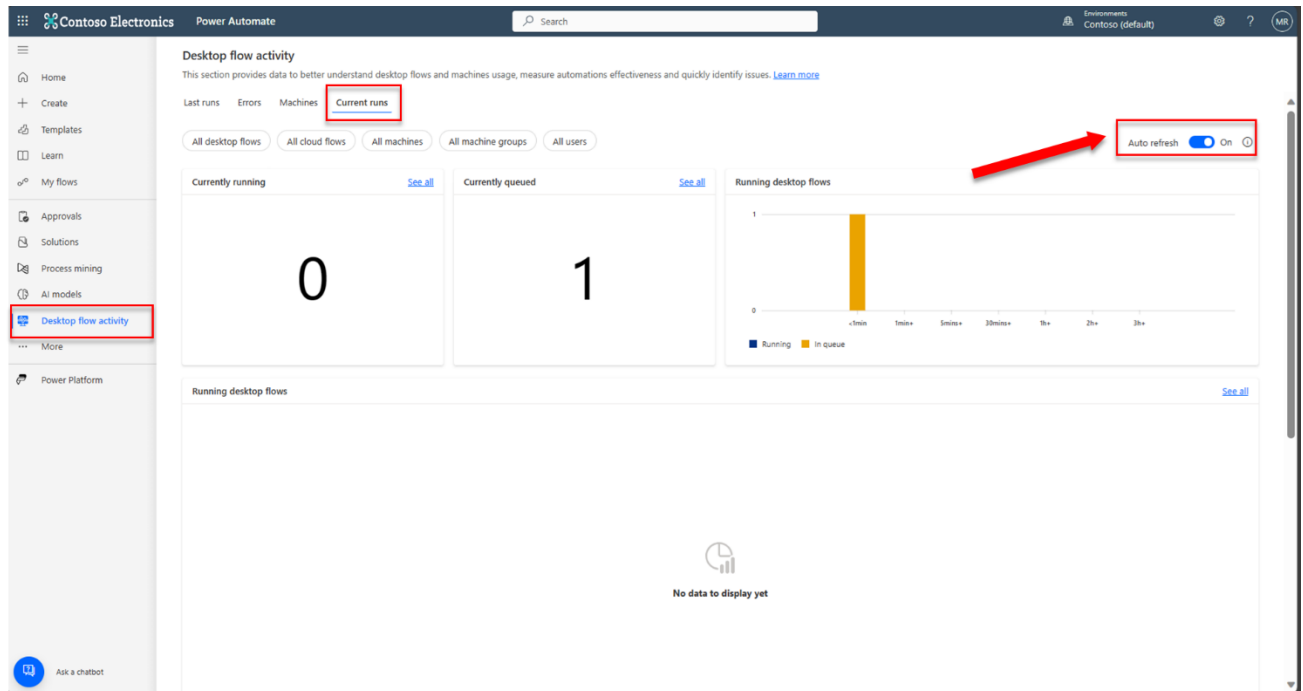 Contoso Electronics Power Automate Search Environments
Contoso (default) ? MR
Home
Create
Templates
Learn
My flows
Approvals
Solutions
Process mining
AI models
Desktop flow activity
More
Power Platform
Ask a chatbot
Desktop flow activity
This section provides data to better understand desktop flows and machines usage, measure automations effectiveness and quickly identify issues. Learn more
Last runs Errors Machines Current runs
All desktop flows All cloud flows All machines All machine groups All users Auto refresh On
Currently running See all
0
Currently queued See all
1
Running desktop flows
1
0
<1min 1min+ 5mins+ 30mins+ 1h+ 2h+ 3h+
Running In queue
Running desktop flows See all
No data to display yet